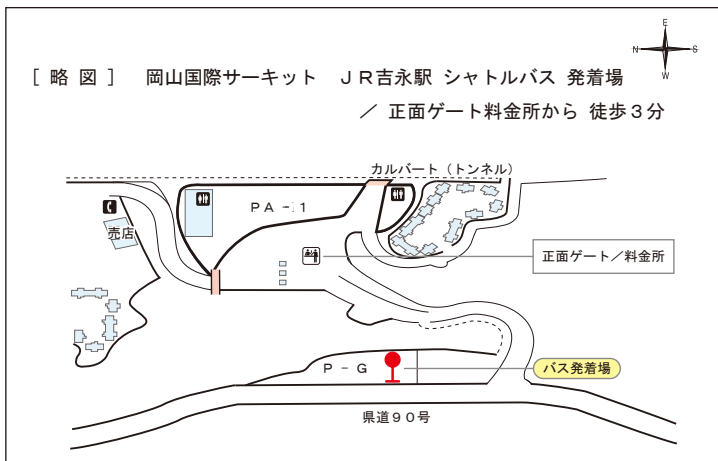 E
N S
W
［ 略 図 ］ 岡山国際サーキット ＪＲ吉永駅 シャトルバス 発着場
／ 正面ゲート料金所から 徒歩３分
カルバート（トンネル）
ＰＡ-１
売店
正面ゲート／料金所
Ｐ－Ｇ
バス発着場
県道９０号